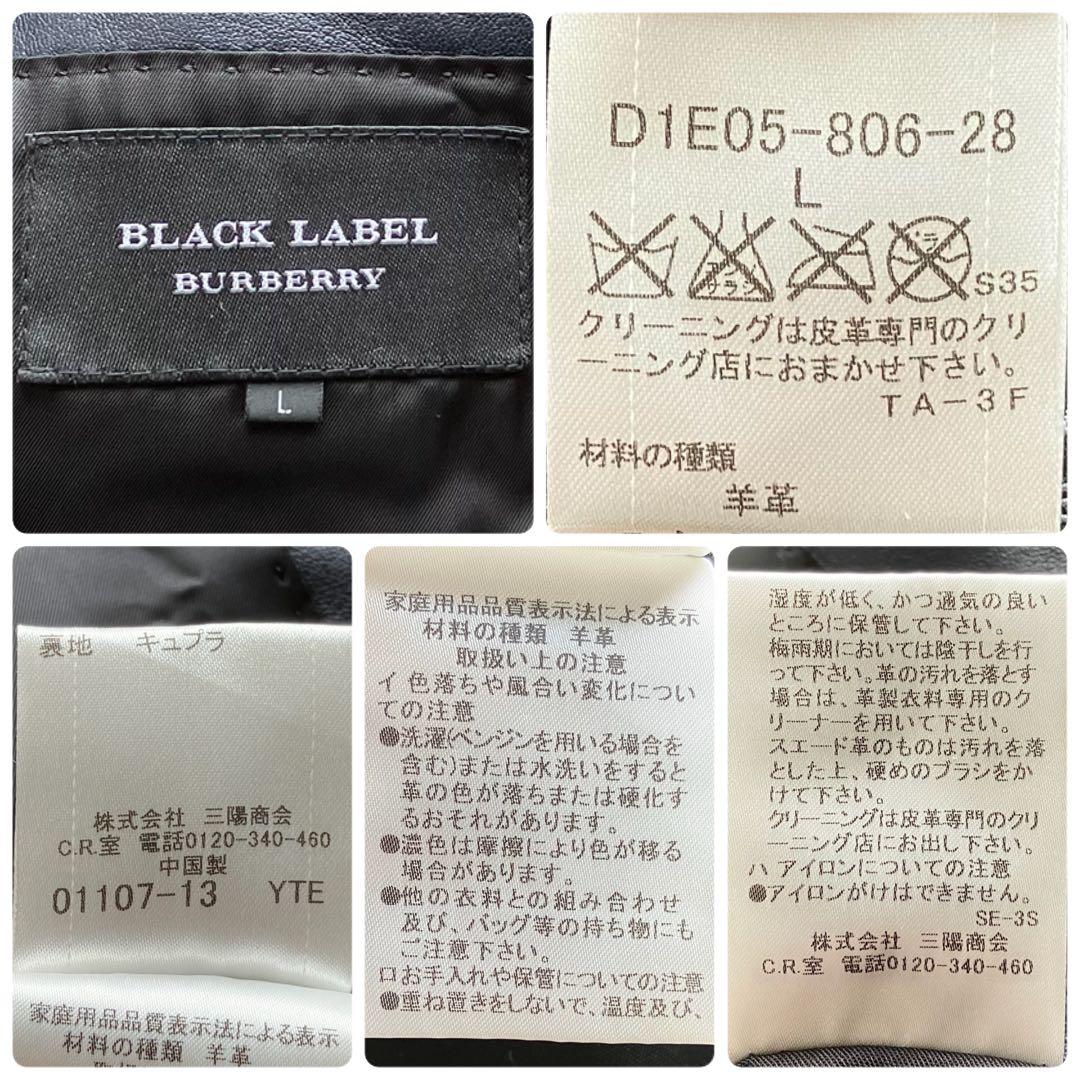 BLACK LABEL
BURBERRY
L
D1E05-806-28
L
エンソ
サラシ
ドライ
S35
クリーニングは皮革専門のクリ
ーニング店におまかせ下さい。
TA-3F
材料の種類
羊革
裏地 キュプラ
株式会社 三陽商会
C.R.室 電話0120-340-460
中国製
01107-13 YTE
家庭用品品質表示法による表示
材料の種類 羊革
家庭用品品質表示法による表示
材料の種類 羊革
取扱い上の注意
イ 色落ちや風合い変化につい
ての注意
●洗濯(ベンジンを用いる場合を
含む)または水洗いをすると
革の色が落ちまたは硬化す
るおそれがあります。
●濃色は摩擦により色が移る
場合があります。
●他の衣料との組み合わせ
及び、バッグ等の持ち物にも
ご注意下さい。
ロお手入れや保管についての注意
●重ね置きをしないで、温度及び、
湿度が低く、かつ通気の良い
ところに保管して下さい。
梅雨期においては陰干しを行
って下さい。革の汚れを落とす
場合は、革製衣料専用のク
リーナーを用いて下さい。
スエード革のものは汚れを落
とした上、硬めのブラシをか
けて下さい。
クリーニングは皮革専門のクリ
ーニング店にお出し下さい。
ハ アイロンについての注意
●アイロンがけはできません。
SE-3S
株式会社 三陽商会
C.R.室 電話0120-340-460